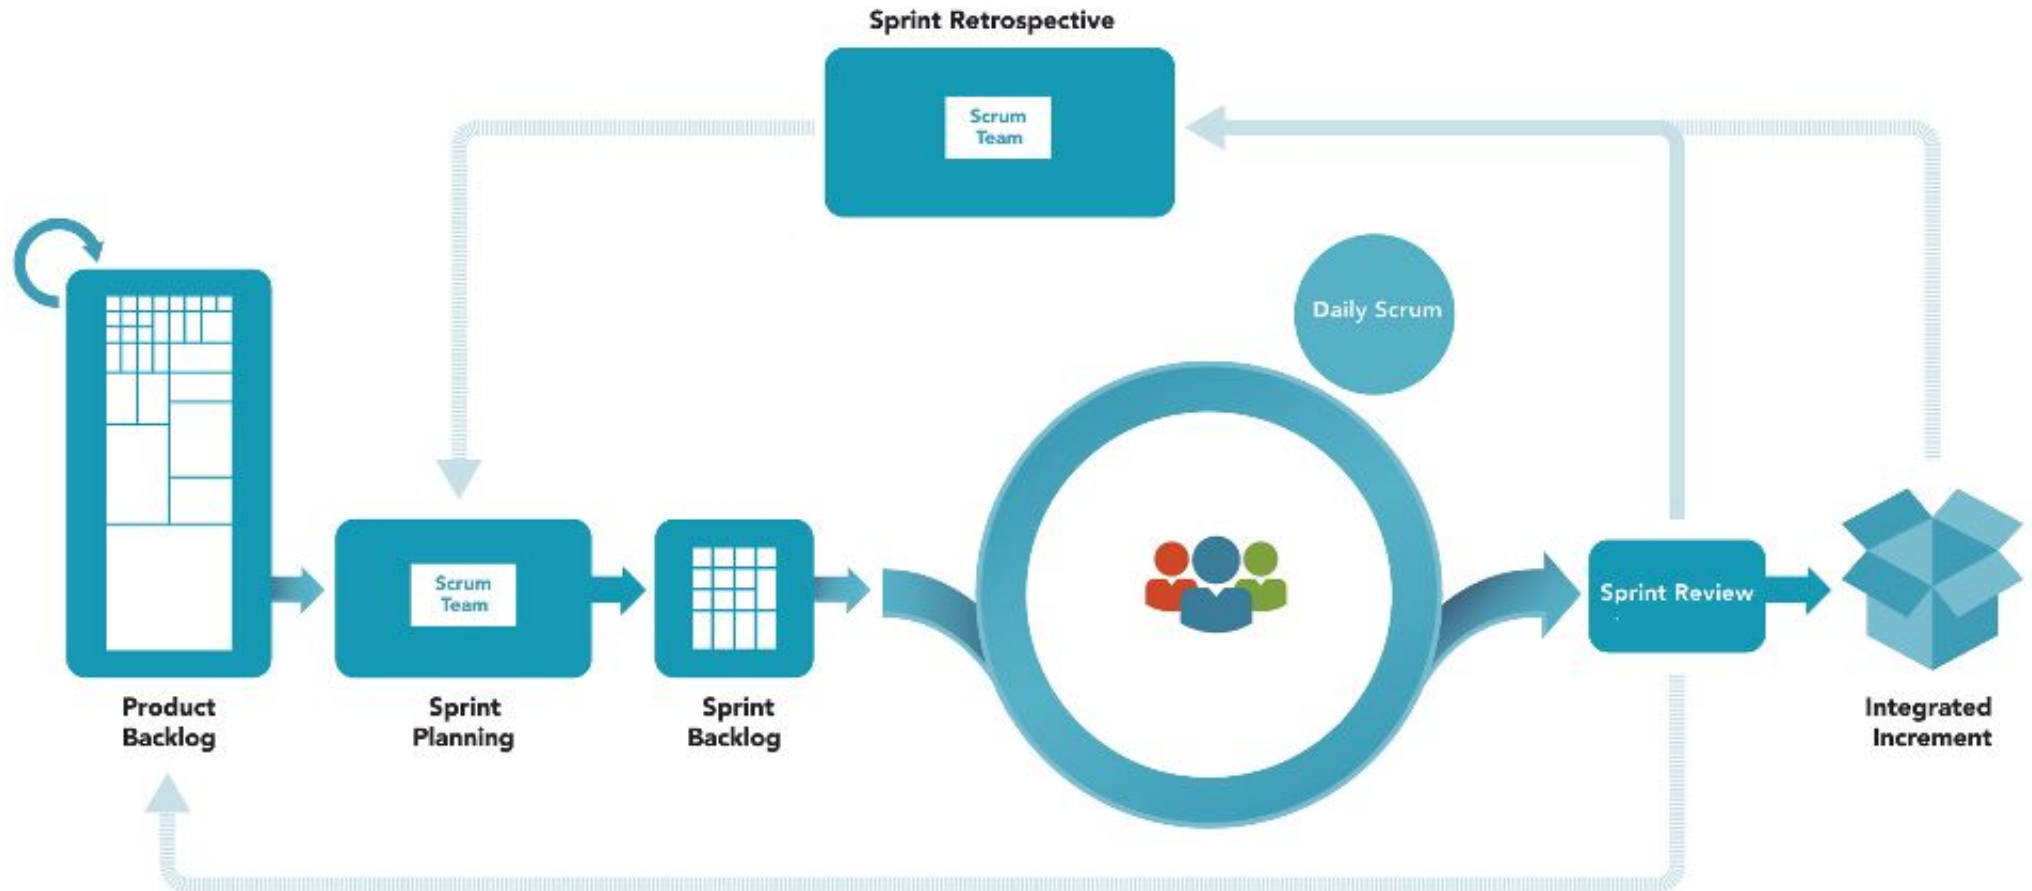 Sprint Retrospective
Scrum
Team
Daily Scrum
Scrum
Team
Sprint Review
Product
Backlog
Sprint
Planning
Sprint
Backlog
Integrated
Increment